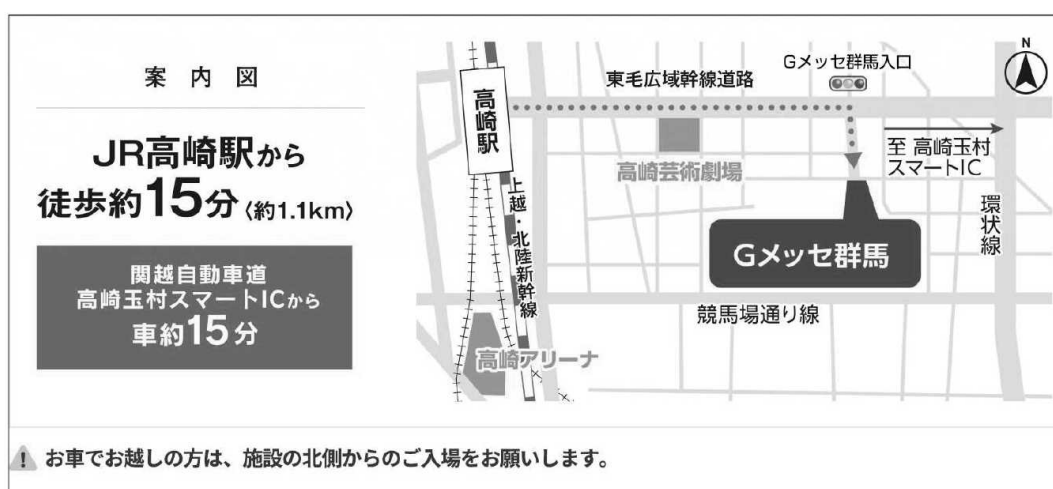 案内図
JR高崎駅から
徒歩約15分〈約1.1km〉
関越自動車道
高崎玉村スマートICから
車約15分
N
Gメッセ群馬入口
東毛広域幹線道路
高崎駅
高崎芸術劇場
至 高崎玉村
スマートIC
上越・北陸新幹線
環状線
Gメッセ群馬
競馬場通り線
高崎アリーナ
お車でお越しの方は、施設の北側からのご入場をお願いします。